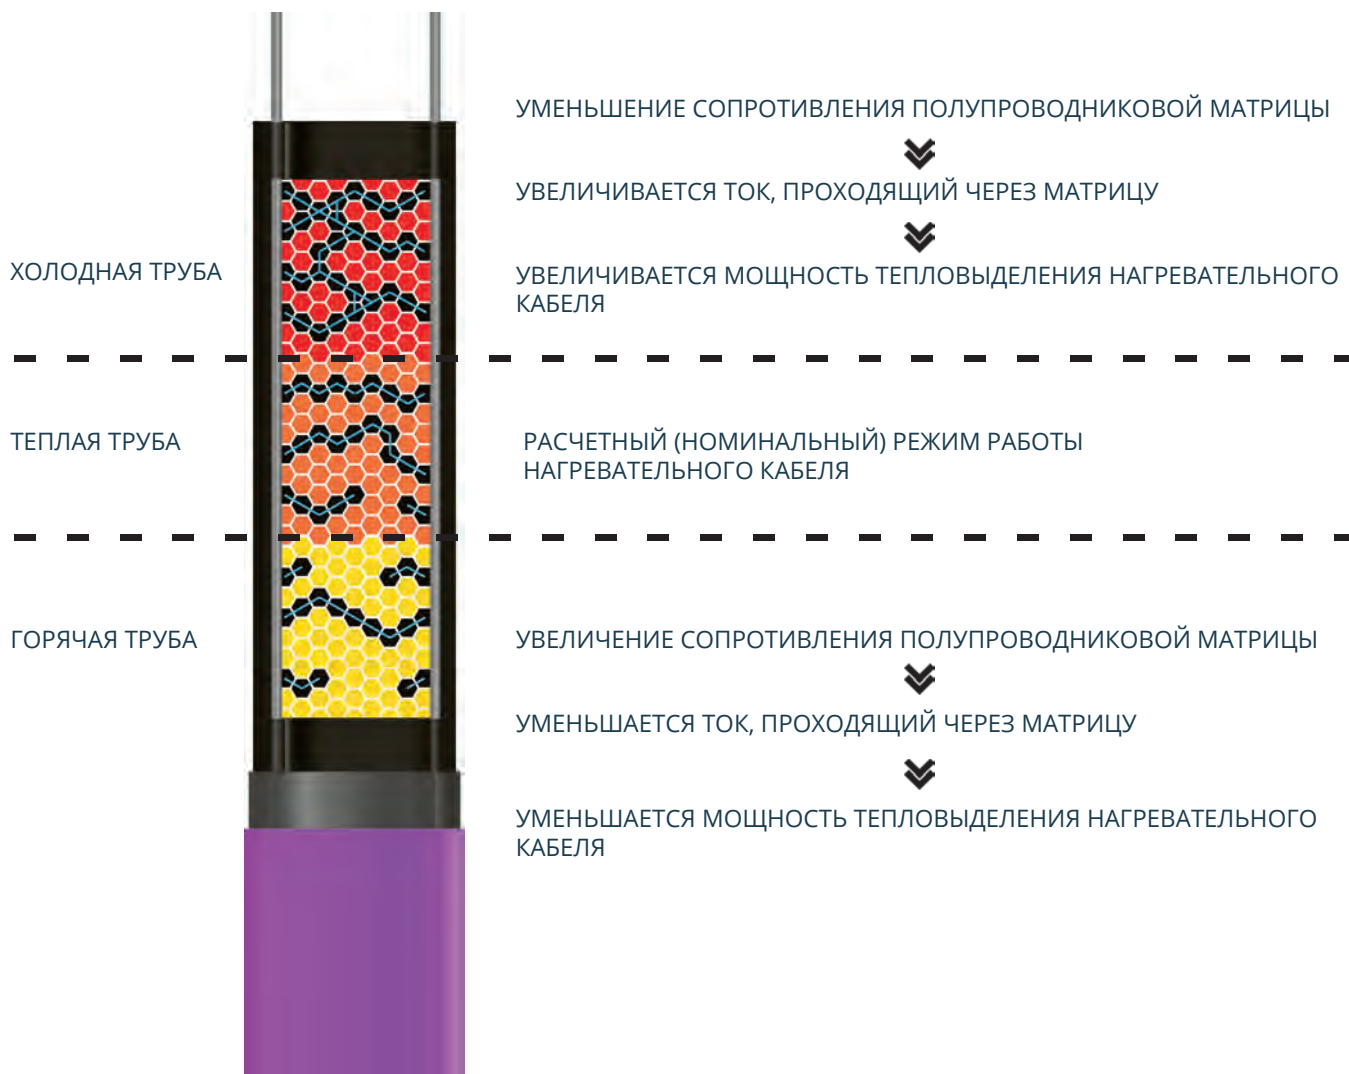 УМЕНЬШЕНИЕ СОПРОТИВЛЕНИЯ ПОЛУПРОВОДНИКОВОЙ МАТРИЦЫ
УВЕЛИЧИВАЕТСЯ ТОК, ПРОХОДЯЩИЙ ЧЕРЕЗ МАТРИЦУ
ХОЛОДНАЯ ТРУБА
УВЕЛИЧИВАЕТСЯ МОЩНОСТЬ ТЕПЛОВЫДЕЛЕНИЯ НАГРЕВАТЕЛЬНОГО
КАБЕЛЯ
ТЕПЛАЯ ТРУБА
РАСЧЕТНЫЙ (НОМИНАЛЬНЫЙ) РЕЖИМ РАБОТЫ
НАГРЕВАТЕЛЬНОГО КАБЕЛЯ
ГОРЯЧАЯ ТРУБА
УВЕЛИЧЕНИЕ СОПРОТИВЛЕНИЯ ПОЛУПРОВОДНИКОВОЙ МАТРИЦЫ
УМЕНЬШАЕТСЯ ТОК, ПРОХОДЯЩИЙ ЧЕРЕЗ МАТРИЦУ
УМЕНЬШАЕТСЯ МОЩНОСТЬ ТЕПЛОВЫДЕЛЕНИЯ НАГРЕВАТЕЛЬНОГО
КАБЕЛЯ